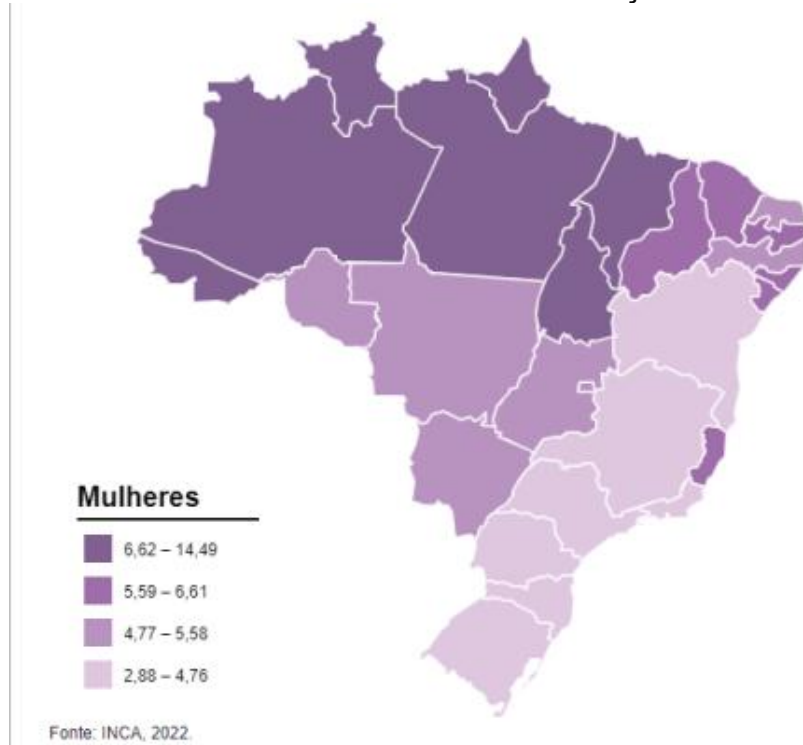 Mulheres
6,62 – 14,49
5,59 – 6,61
4,77 – 5,58
2,88 – 4,76
Fonte: INCA, 2022.